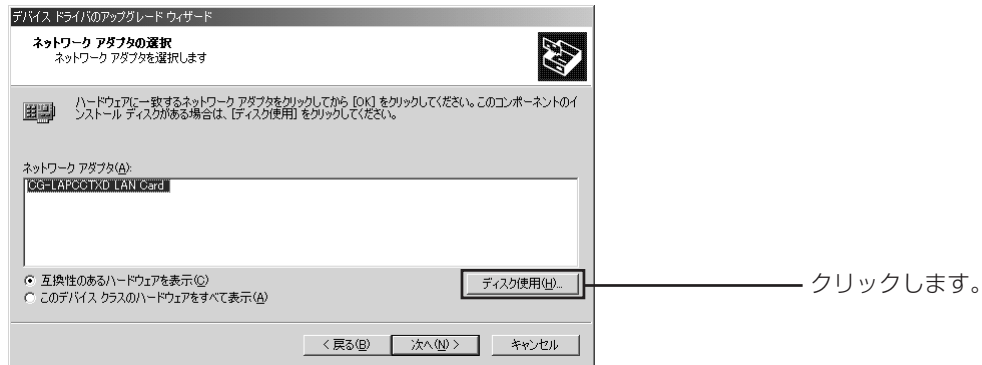 デバイス ドライバのアップグレード ウィザード
ネットワーク アダプタの選択
ネットワーク アダプタを選択します
ハードウェアに一致するネットワーク アダプタをクリックしてから [OK] をクリックしてください。このコンポーネントのイ
ンストール ディスクがある場合は、[ディスク使用] をクリックしてください。
ネットワーク アダプタ(A):
CG-LAPCCTXD LAN Card
互換性のあるハードウェアを表示(C)
このデバイス クラスのハードウェアをすべて表示(A)
ディスク使用(H)...
クリックします。
< 戻る(B)
次へ(N) >
キャンセル